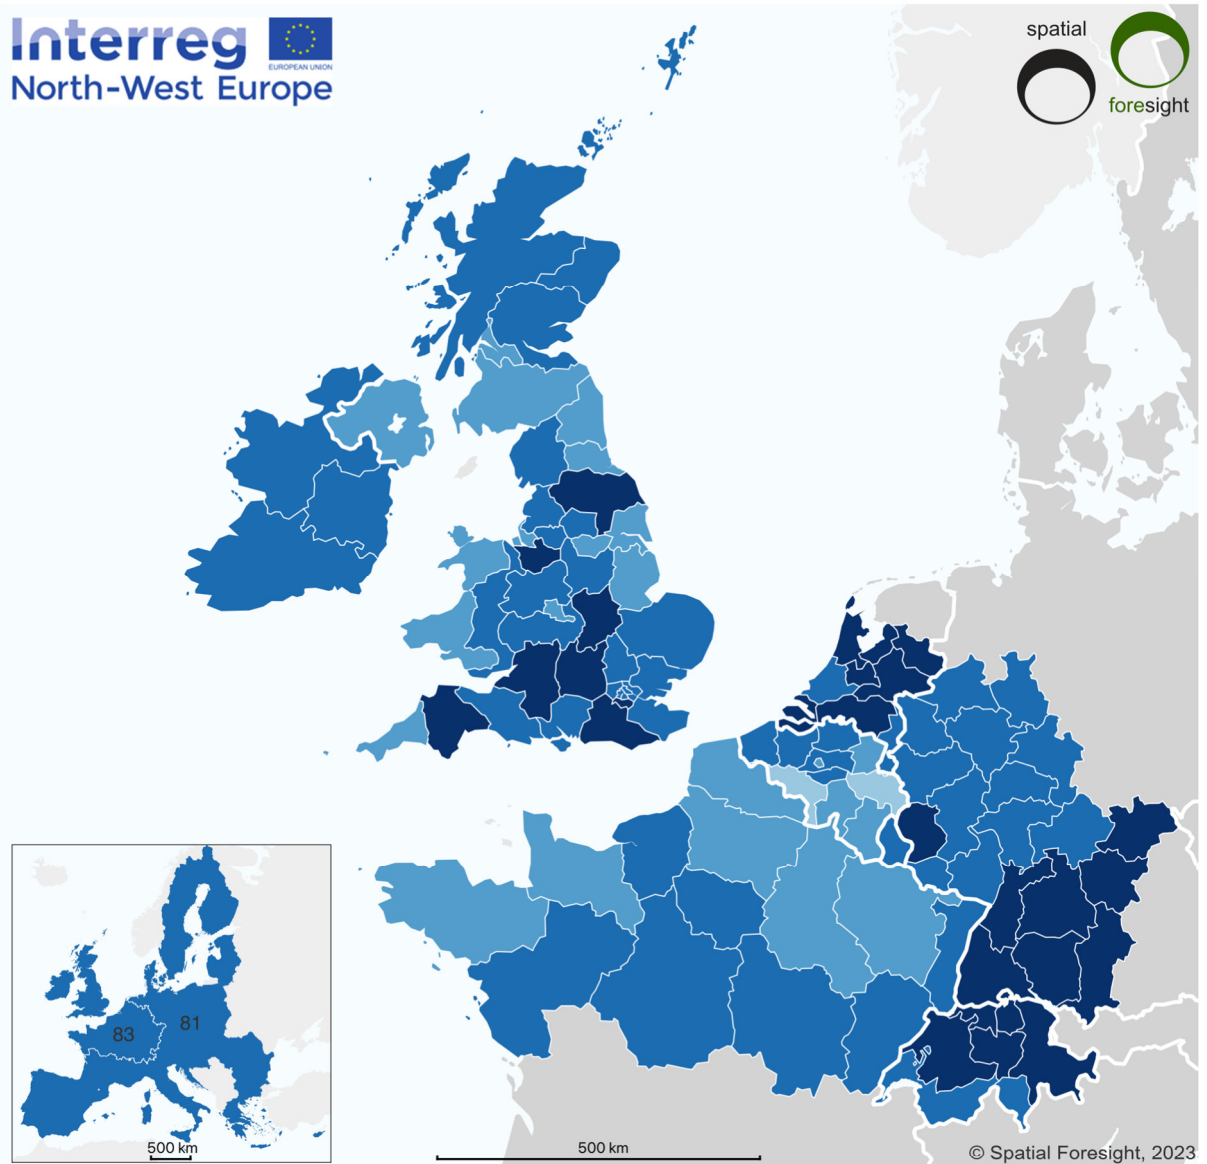 Interreg
EUROPEAN UNION
North-West Europe
spatial
foresight
83
81
500 km
500 km
© Spatial Foresight, 2023